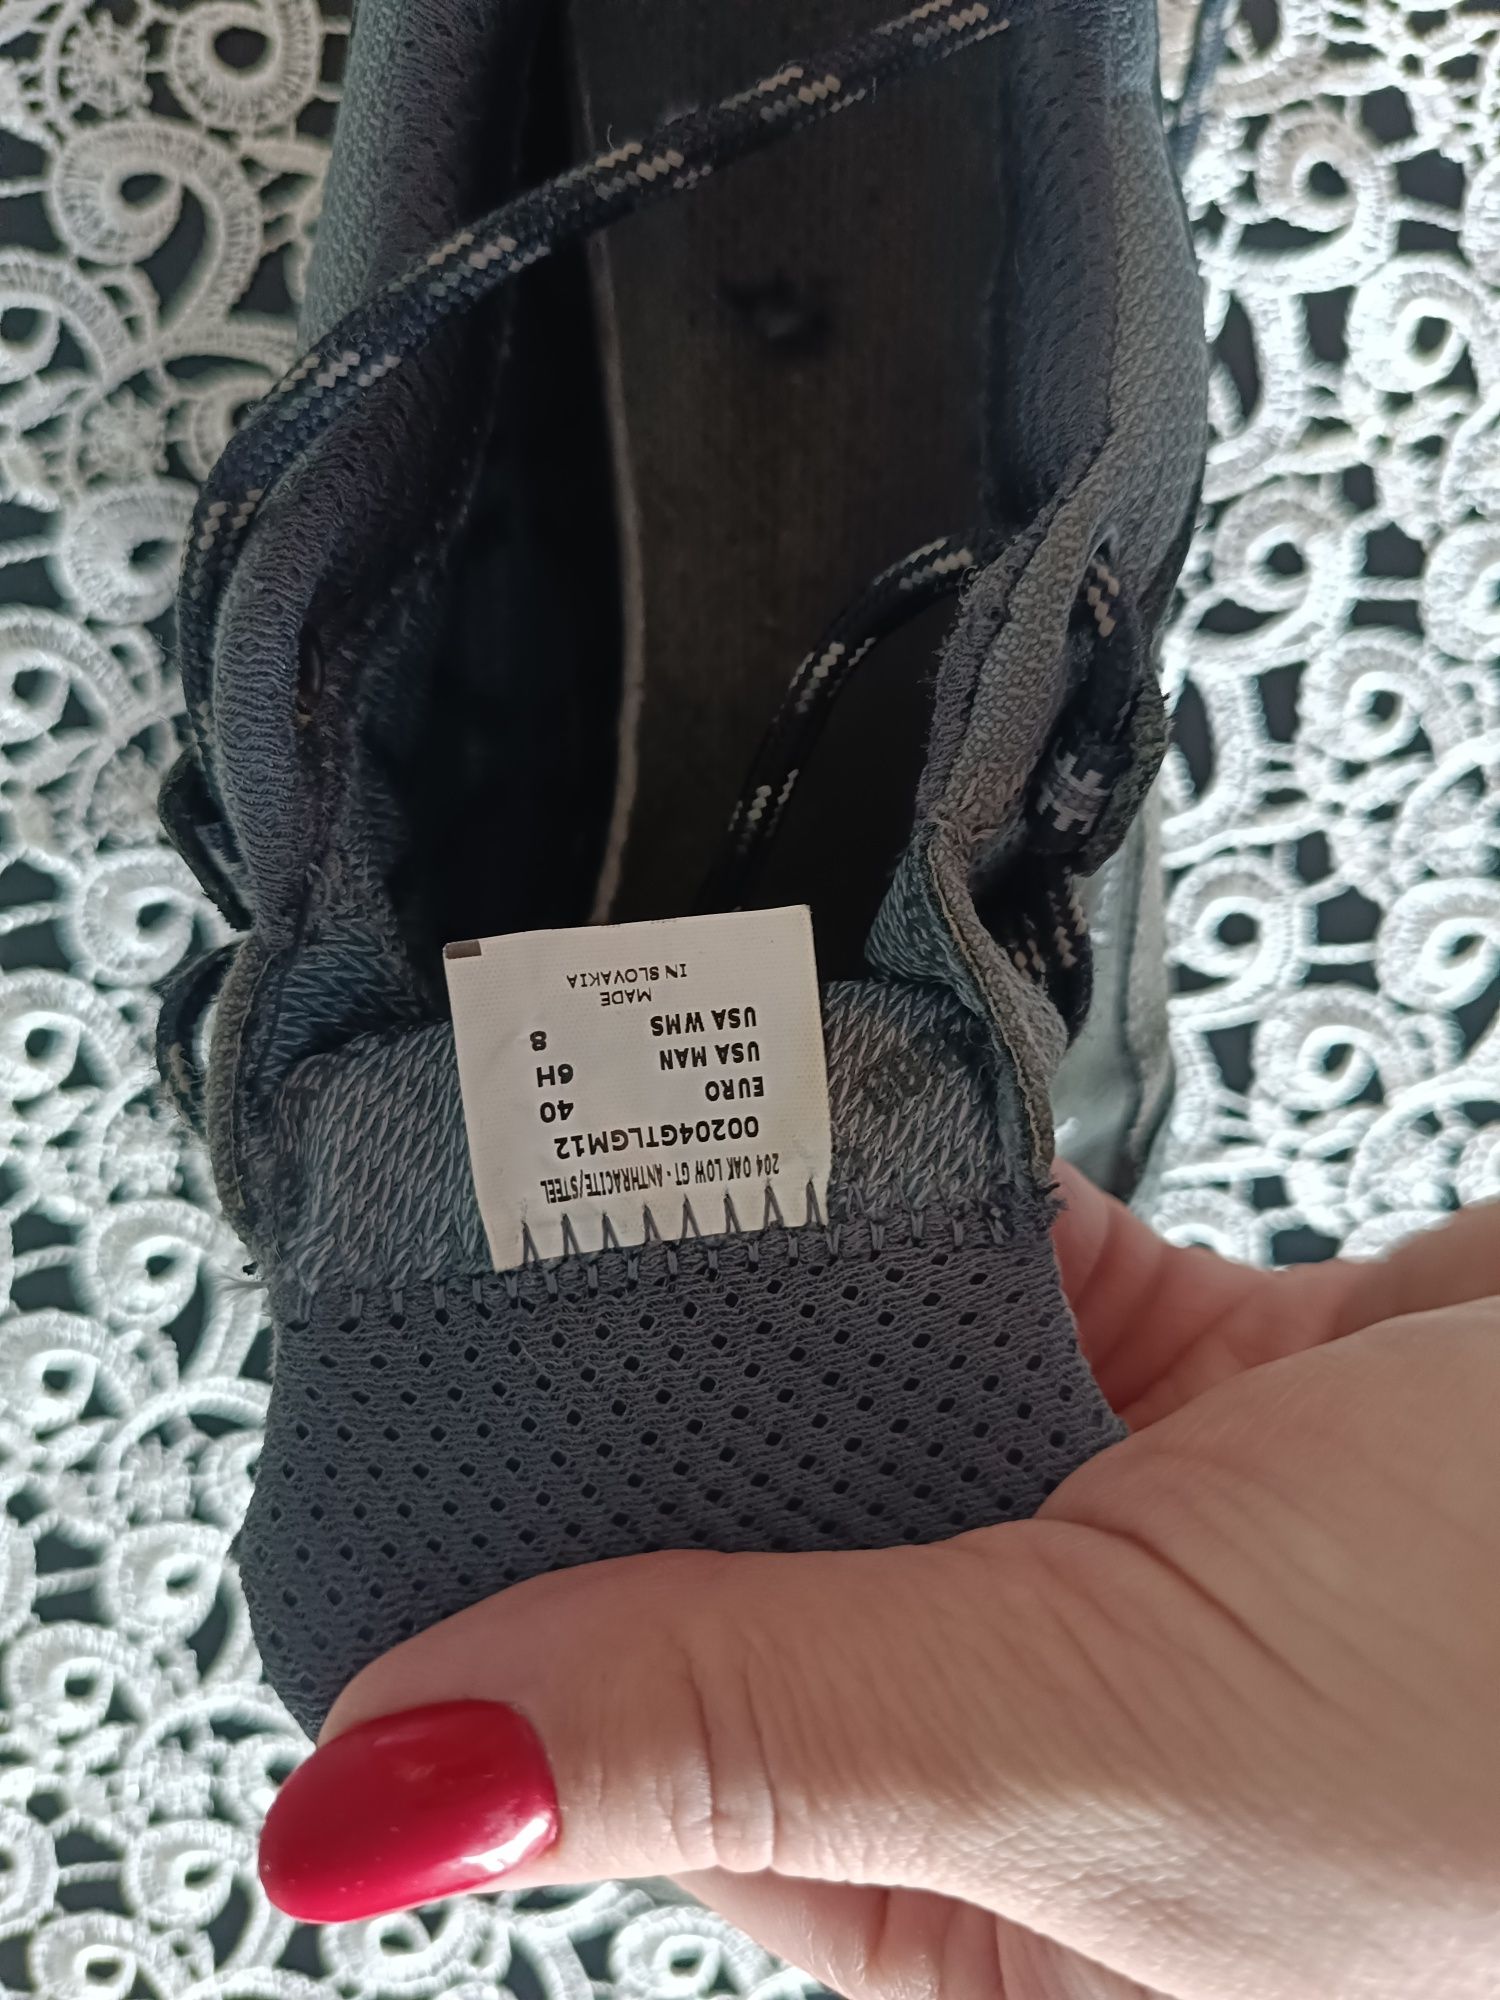 204 OAK LOW GT - ANTHRACITE/STEEL
00204GTLGM12
EURO 40
USA MAN 6H
USA WMS 8
MADE
IN SLOVAKIA